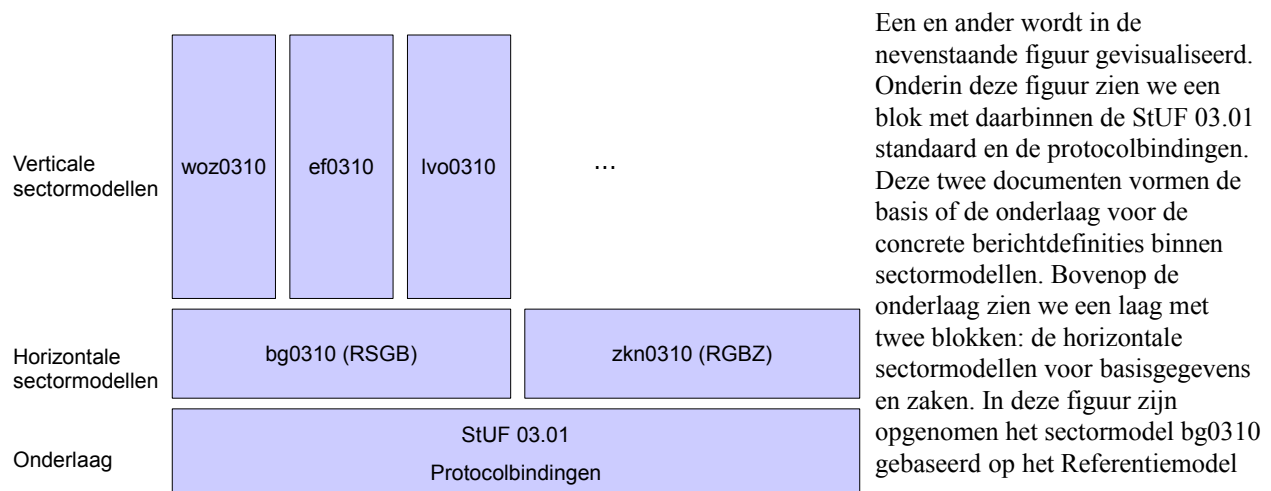 Verticale
sectormodellen
woz0310
ef0310
lvo0310
...
Horizontale
sectormodellen
bg0310 (RSGB)
zkn0310 (RGBZ)
Onderlaag
StUF 03.01
Protocolbindingen
Een en ander wordt in de
nevenstaande figuur gevisualiseerd.
Onderin deze figuur zien we een
blok met daarbinnen de StUF 03.01
standaard en de protocolbindingen.
Deze twee documenten vormen de
basis of de onderlaag voor de
concrete berichtdefinities binnen
sectormodellen. Bovenop de
onderlaag zien we een laag met
twee blokken: de horizontale
sectormodellen voor basisgegevens
en zaken. In deze figuur zijn
opgenomen het sectormodel bg0310
gebaseerd op het Referentiemodel